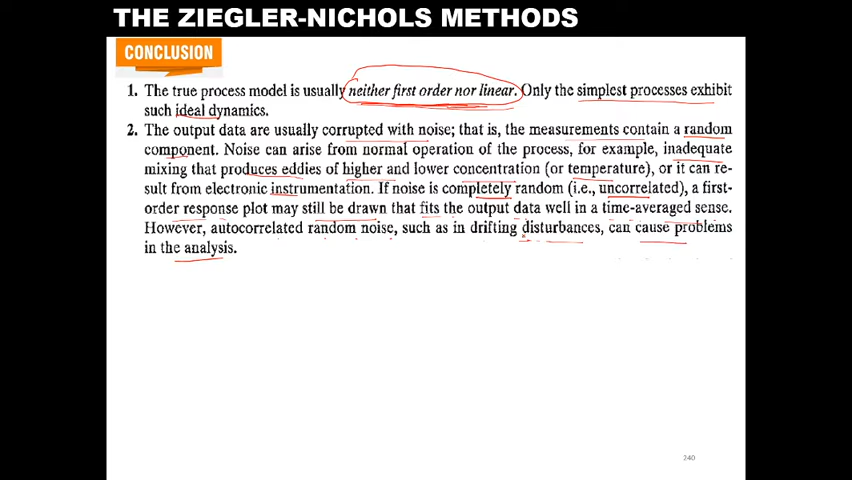 THE ZIEGLER-NICHOLS METHODS
CONCLUSION
1. The true process model is usually neither first order nor linear. Only the simplest processes exhibit
such ideal dynamics.
2. The output data are usually corrupted with noise; that is, the measurements contain a random
component. Noise can arise from normal operation of the process, for example, inadequate
mixing that produces eddies of higher and lower concentration (or temperature), or it can re-
sult from electronic instrumentation. If noise is completely random (i.e., uncorrelated), a first-
order response plot may still be drawn that fits the output data well in a time-averaged sense.
However, autocorrelated random noise, such as in drifting disturbances, can cause problems
in the analysis.
240